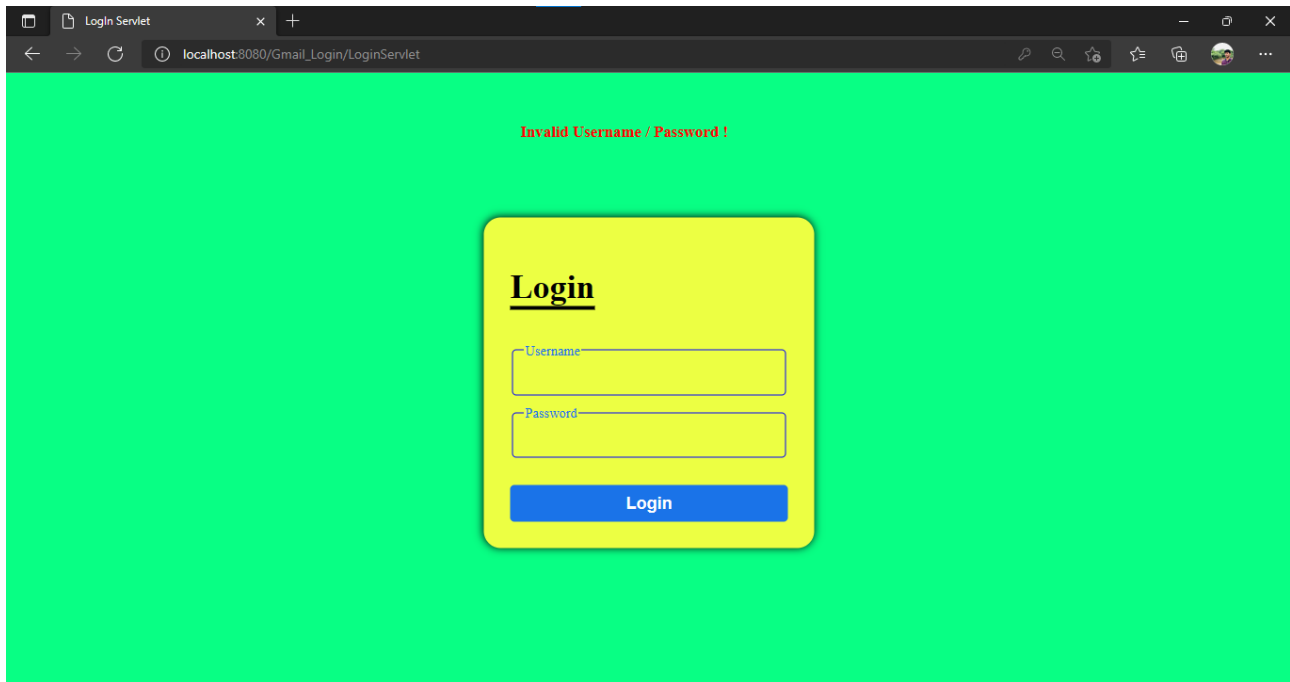 LogIn Servlet
localhost:8080/Gmail_Login/LoginServlet
Invalid Username / Password !
Login
Username
Password
Login